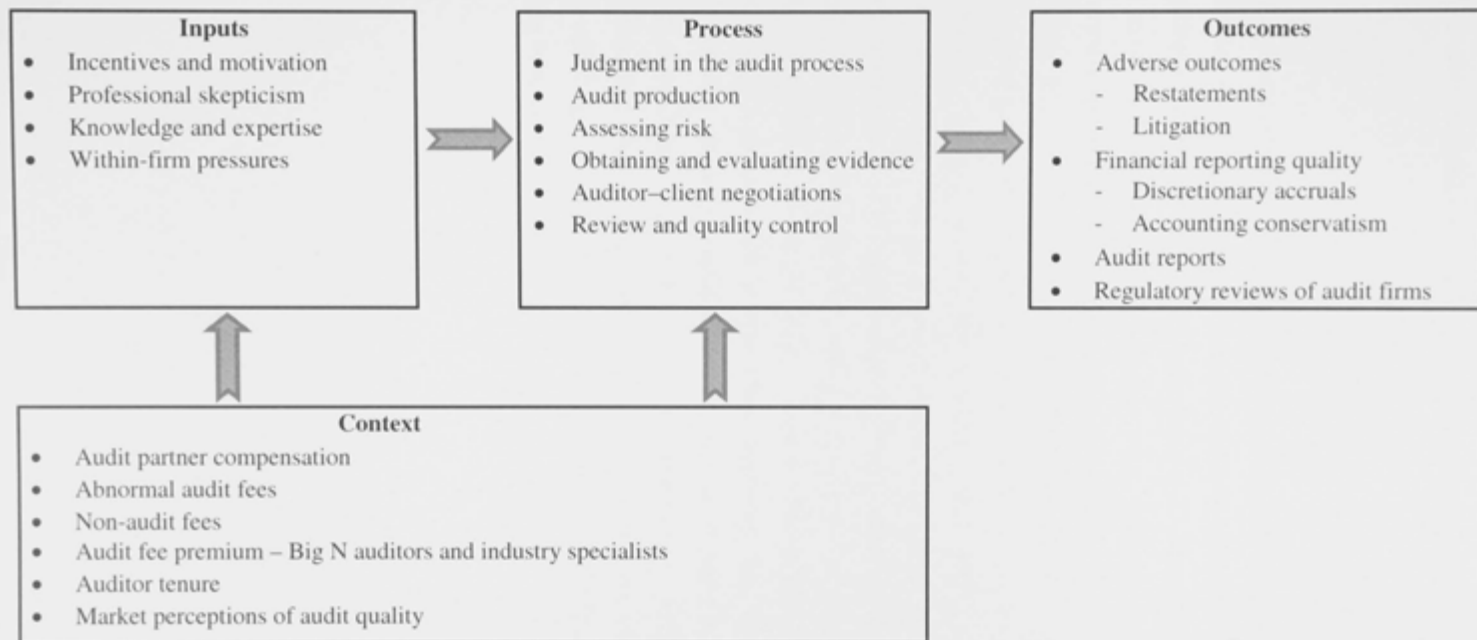 Inputs
• Incentives and motivation
• Professional skepticism
• Knowledge and expertise
• Within-firm pressures
Process
• Judgment in the audit process
• Audit production
• Assessing risk
• Obtaining and evaluating evidence
• Auditor–client negotiations
• Review and quality control
Outcomes
• Adverse outcomes
- Restatements
- Litigation
• Financial reporting quality
- Discretionary accruals
- Accounting conservatism
• Audit reports
• Regulatory reviews of audit firms
Context
• Audit partner compensation
• Abnormal audit fees
• Non-audit fees
• Audit fee premium – Big N auditors and industry specialists
• Auditor tenure
• Market perceptions of audit quality